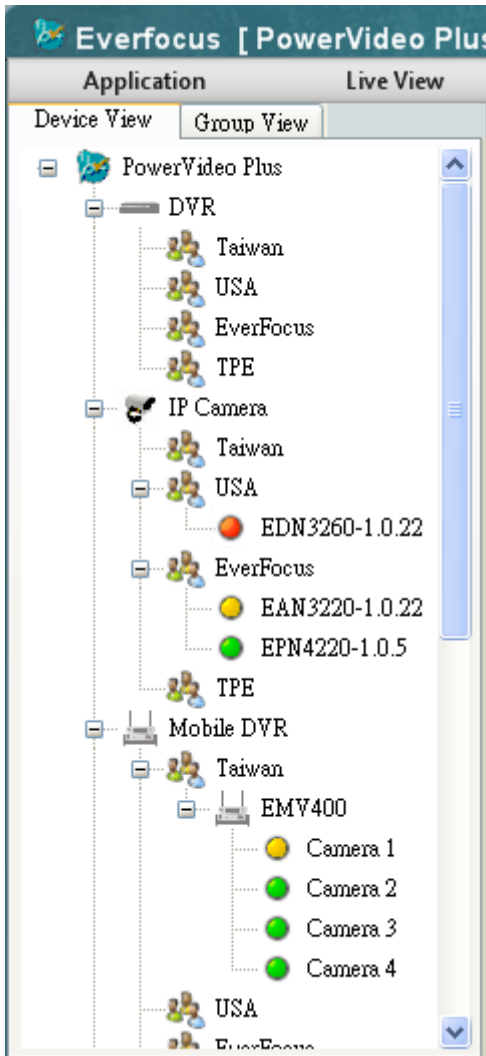 Everfocus [ PowerVideo Plus
Application Live View
Device View Group View
PowerVideo Plus
DVR
Taiwan
USA
EverFocus
TPE
IP Camera
Taiwan
USA
EDN3260-1.0.22
EverFocus
EAN3220-1.0.22
EPN4220-1.0.5
TPE
Mobile DVR
Taiwan
EMV400
Camera 1
Camera 2
Camera 3
Camera 4
USA
EverFocus